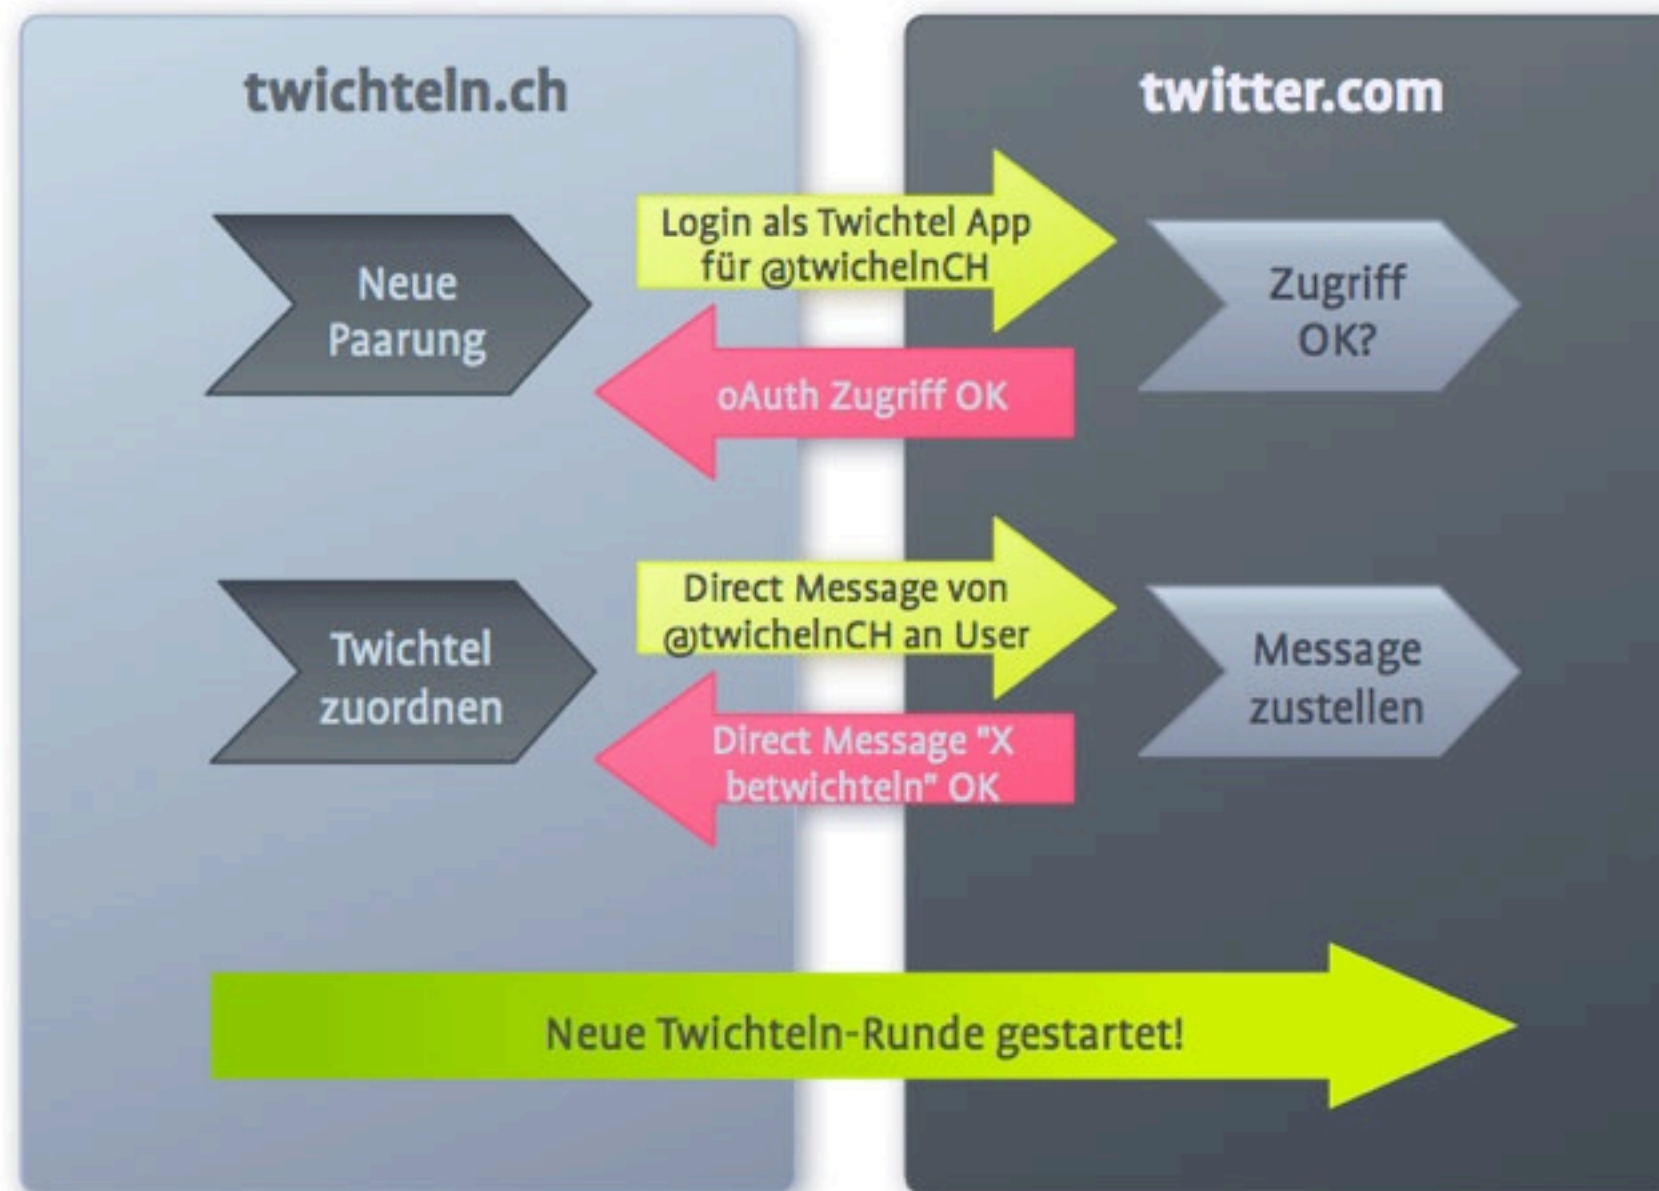 twichteln.ch
twitter.com
Neue
Paarung
Login als Twichtel App
für @twichelnCH
Zugriff
OK?
oAuth Zugriff OK
Twichtel
zuordnen
Direct Message von
@twichelnCH an User
Message
zustellen
Direct Message "X
betwichteln" OK
Neue Twichteln-Runde gestartet!